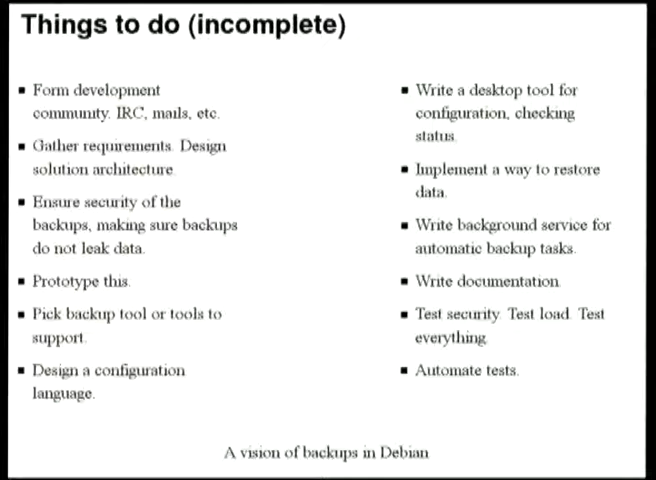 Things to do (incomplete)
Form development
community. IRC, mails, etc.
Gather requirements. Design
solution architecture.
Ensure security of the
backups, making sure backups
do not leak data.
Prototype this.
Pick backup tool or tools to
support.
Design a configuration
language.
Write a desktop tool for
configuration, checking
status.
Implement a way to restore
data.
Write background service for
automatic backup tasks.
Write documentation.
Test security. Test load. Test
everything.
Automate tests.
A vision of backups in Debian